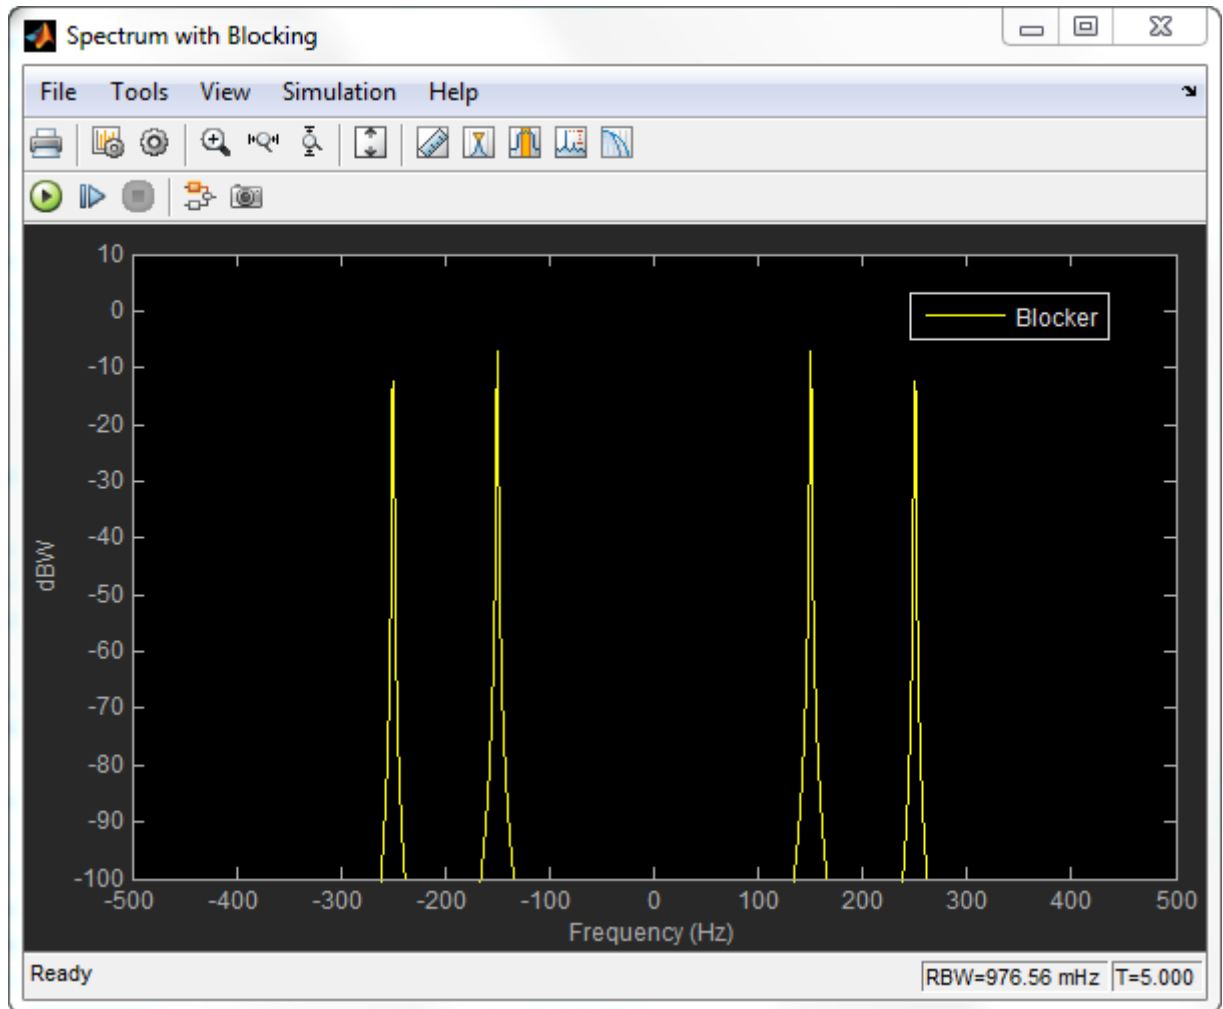 Spectrum with Blocking
File Tools View Simulation Help
10
0
-10
-20
-30
-40
-50
-60
-70
-80
-90
-100
dBW
Blocker
-500 -400 -300 -200 -100 0 100 200 300 400 500
Frequency (Hz)
Ready RBW=976.56 mHz T=5.000